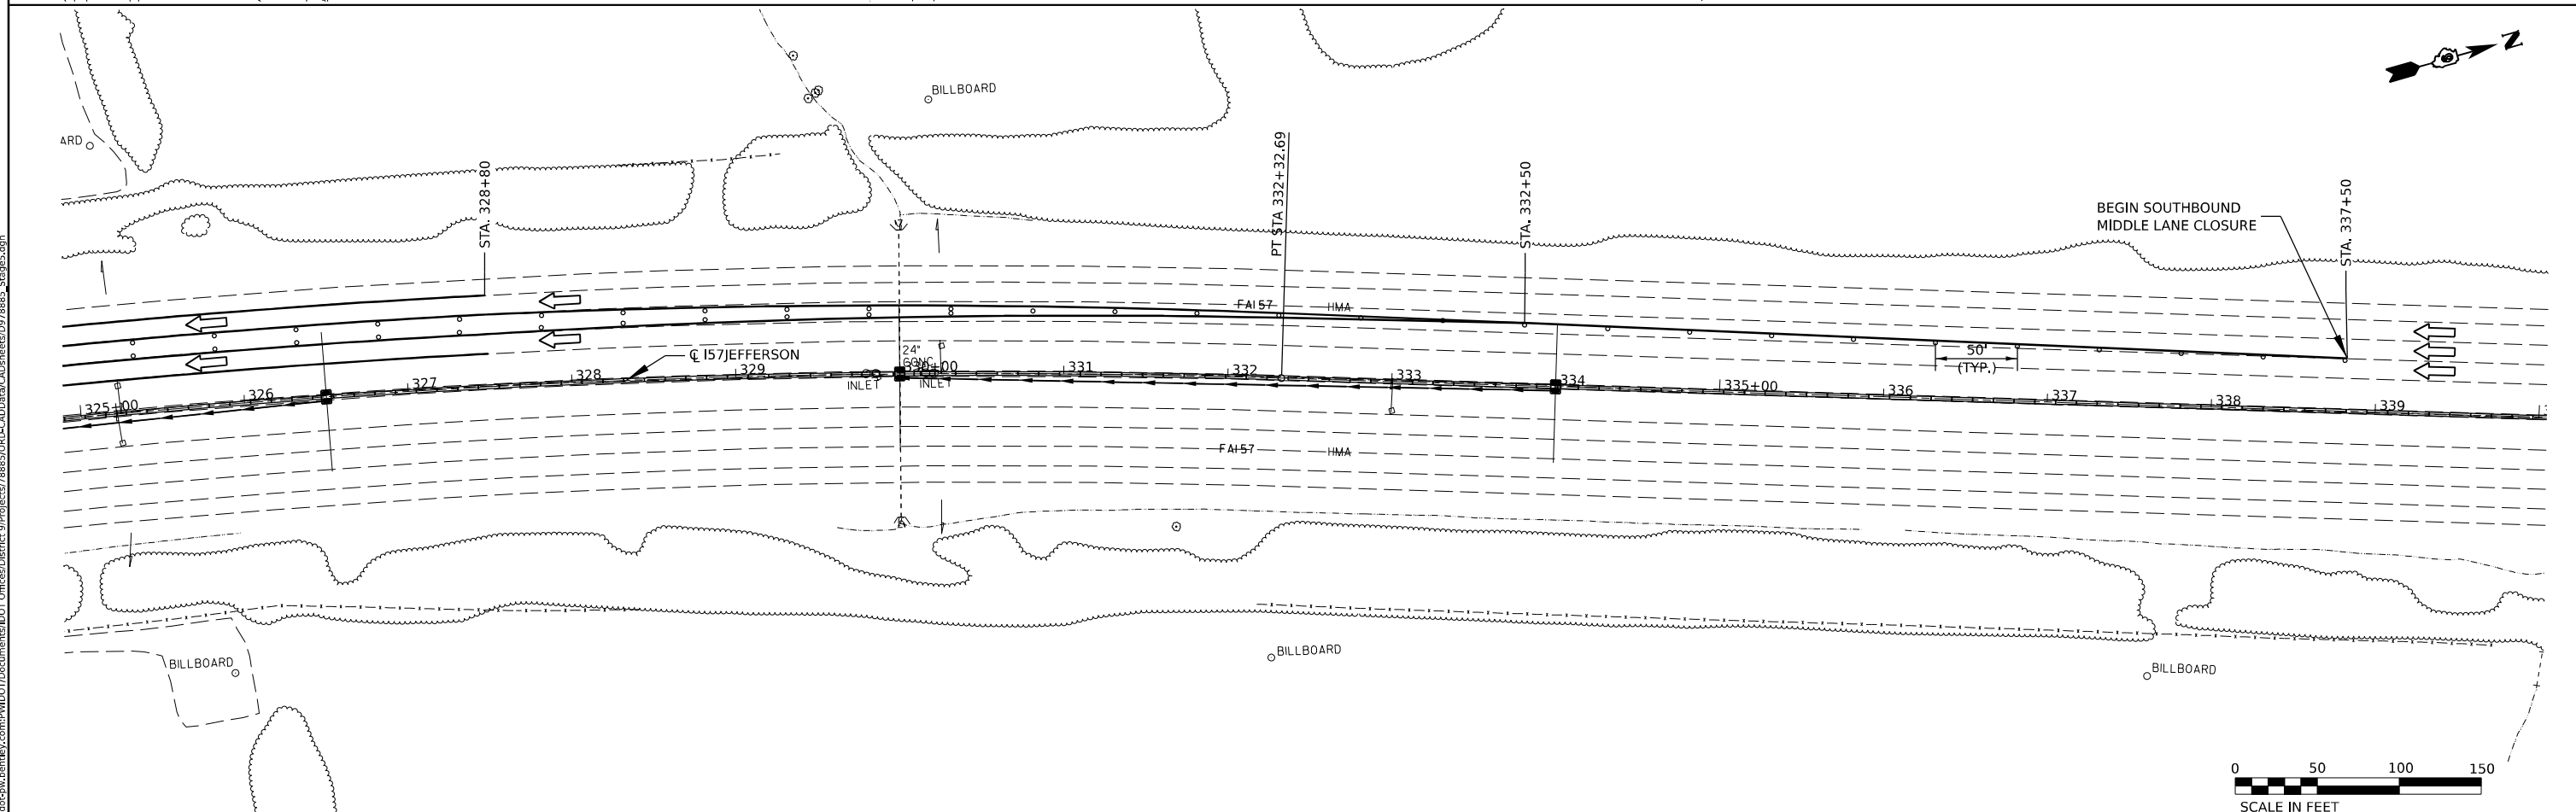 N
BILLBOARD
ARD
STA. 328+80
PT STA 332+32.69
STA. 332+50
STA. 337+50
BEGIN SOUTHBOUND
MIDDLE LANE CLOSURE
FAI 57
HMA
50'
(TYP.)
℄ I57JEFFERSON
24"
CONC
INLET
INLET
325+00
326
327
328
329
330+00
331
332
333
334
335+00
336
337
338
339
FAI 57
HMA
BILLBOARD
BILLBOARD
BILLBOARD
0 50 100 150
SCALE IN FEET